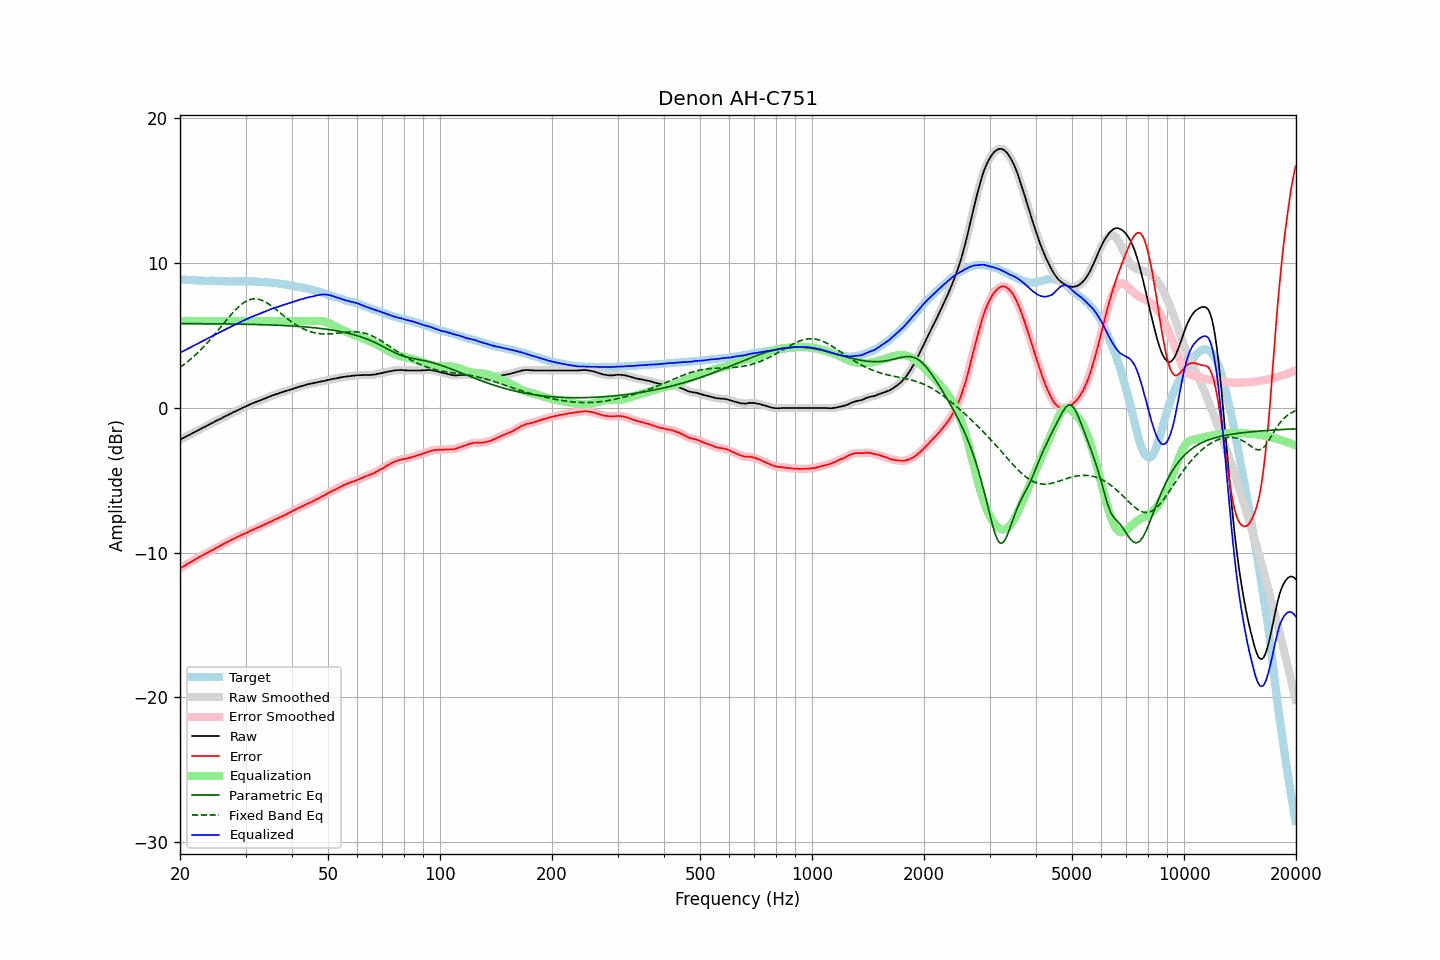 Denon AH-C751
Amplitude (dBr)
20
10
0
−10
−20
−30
Target
Raw Smoothed
Error Smoothed
Raw
Error
Equalization
Parametric Eq
Fixed Band Eq
Equalized
20 50 100 200 500 1000 2000 5000 10000 20000
Frequency (Hz)